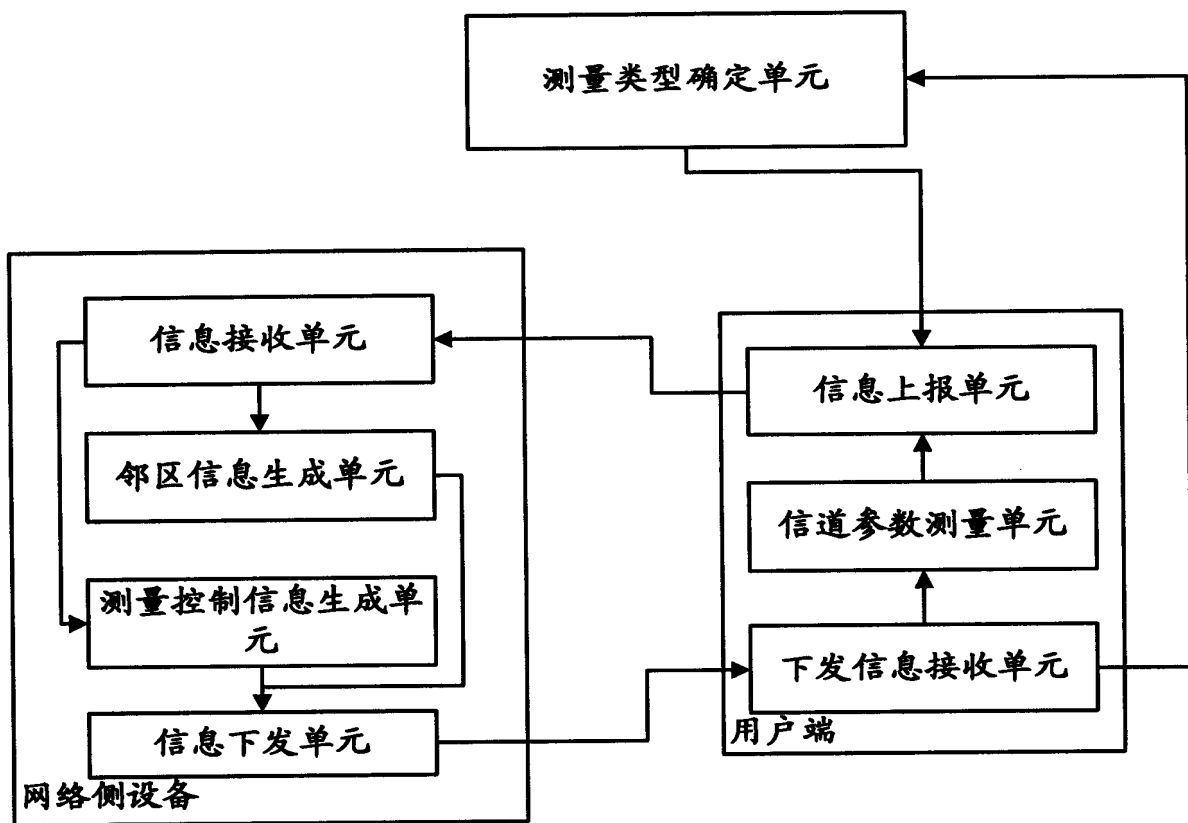 测量类型确定单元
信息接收单元
邻区信息生成单元
测量控制信息生成单
元
信息下发单元
网络侧设备
信息上报单元
信道参数测量单元
下发信息接收单元
用户端